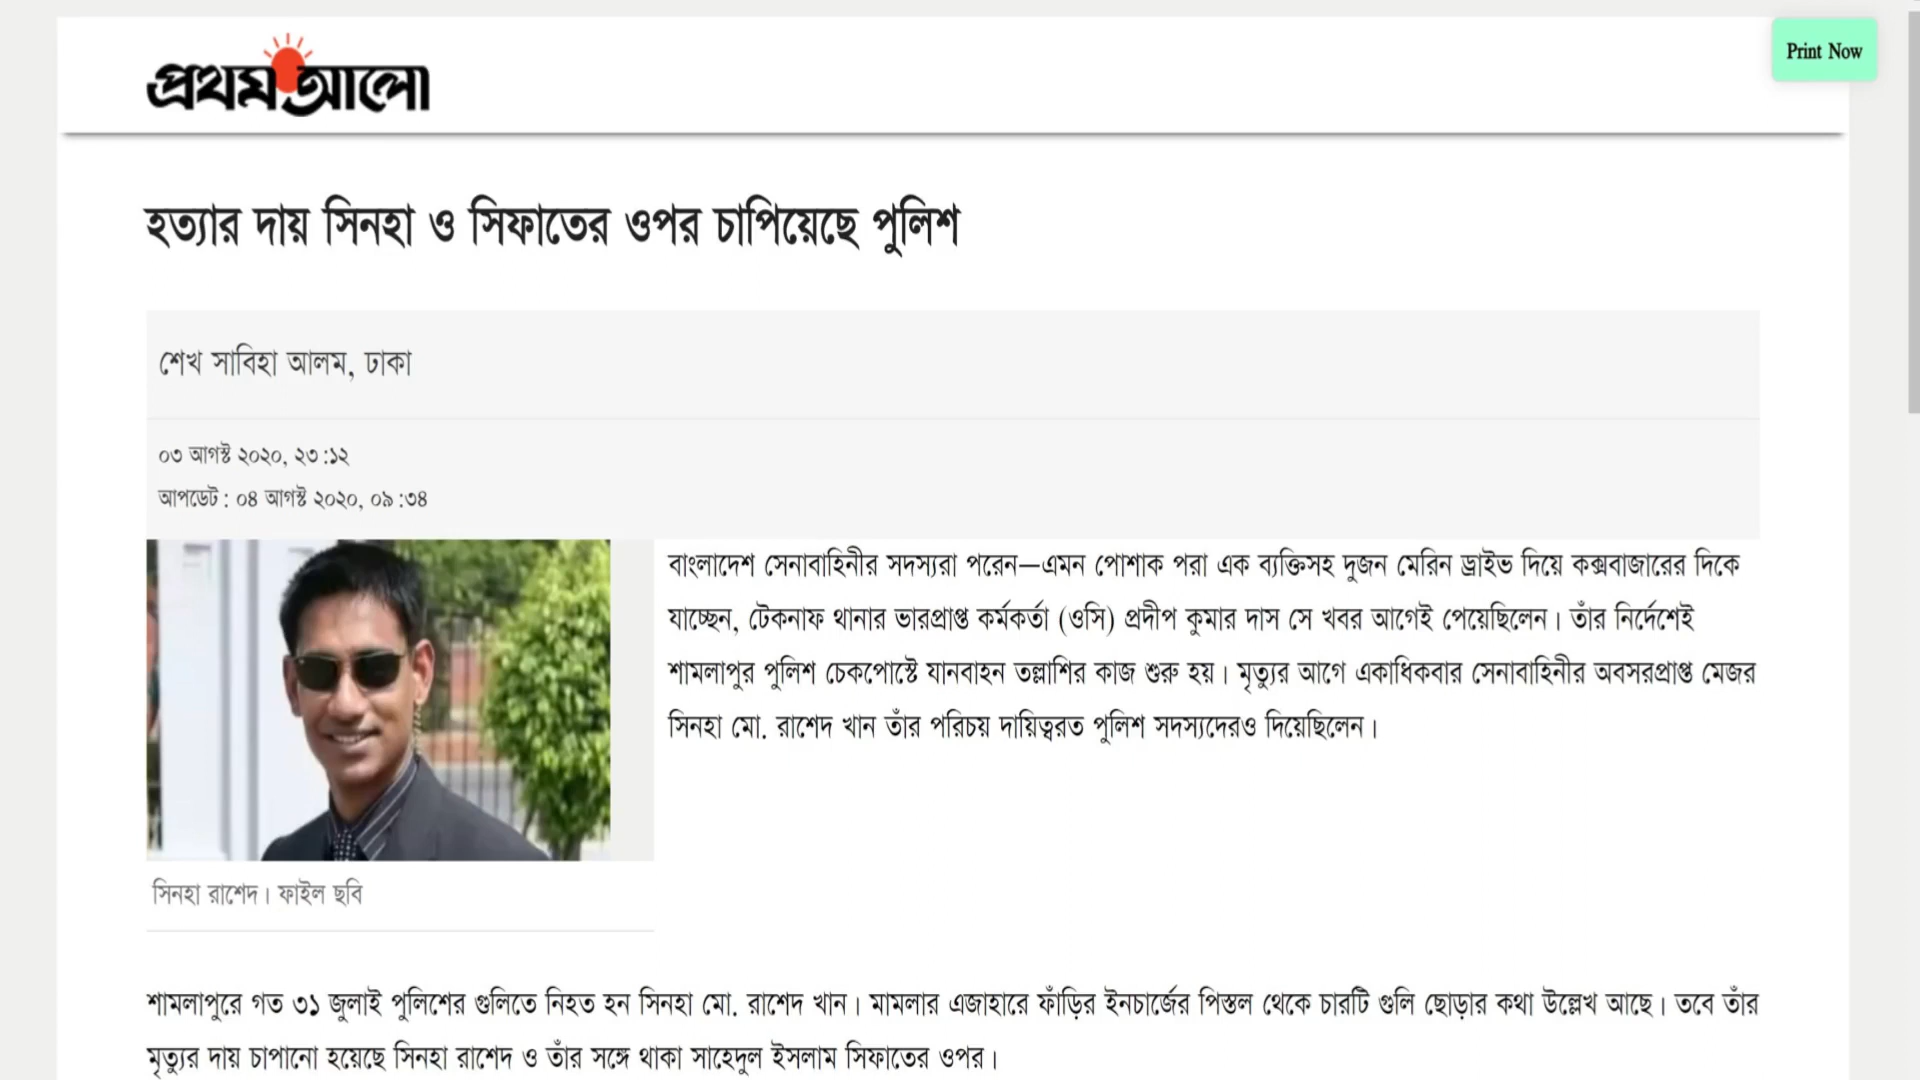 প্রথম আলো
Print Now
হত্যার দায় সিনহা ও সিফাতের ওপর চাপিয়েছে পুলিশ
শেখ সাবিহা আলম, ঢাকা
০৩ আগস্ট ২০২০, ২৩:১২
আপডেট: ০৪ আগস্ট ২০২০, ০৯:৩৪
বাংলাদেশ সেনাবাহিনীর সদস্যরা পরেন—এমন পোশাক পরা এক ব্যক্তিসহ দুজন মেরিন ড্রাইভ দিয়ে কক্সবাজারের দিকে
যাচ্ছেন, টেকনাফ থানার ভারপ্রাপ্ত কর্মকর্তা (ওসি) প্রদীপ কুমার দাস সে খবর আগেই পেয়েছিলেন। তাঁর নির্দেশেই
শামলাপুর পুলিশ চেকপোস্টে যানবাহন তল্লাশির কাজ শুরু হয়। মৃত্যুর আগে একাধিকবার সেনাবাহিনীর অবসরপ্রাপ্ত মেজর
সিনহা মো. রাশেদ খান তাঁর পরিচয় দায়িত্বরত পুলিশ সদস্যদেরও দিয়েছিলেন।
সিনহা রাশেদ। ফাইল ছবি
শামলাপুরে গত ৩১ জুলাই পুলিশের গুলিতে নিহত হন সিনহা মো. রাশেদ খান। মামলার এজাহারে ফাঁড়ির ইনচার্জের পিস্তল থেকে চারটি গুলি ছোড়ার কথা উল্লেখ আছে। তবে তাঁর
মৃত্যুর দায় চাপানো হয়েছে সিনহা রাশেদ ও তাঁর সঙ্গে থাকা সাহেদুল ইসলাম সিফাতের ওপর।